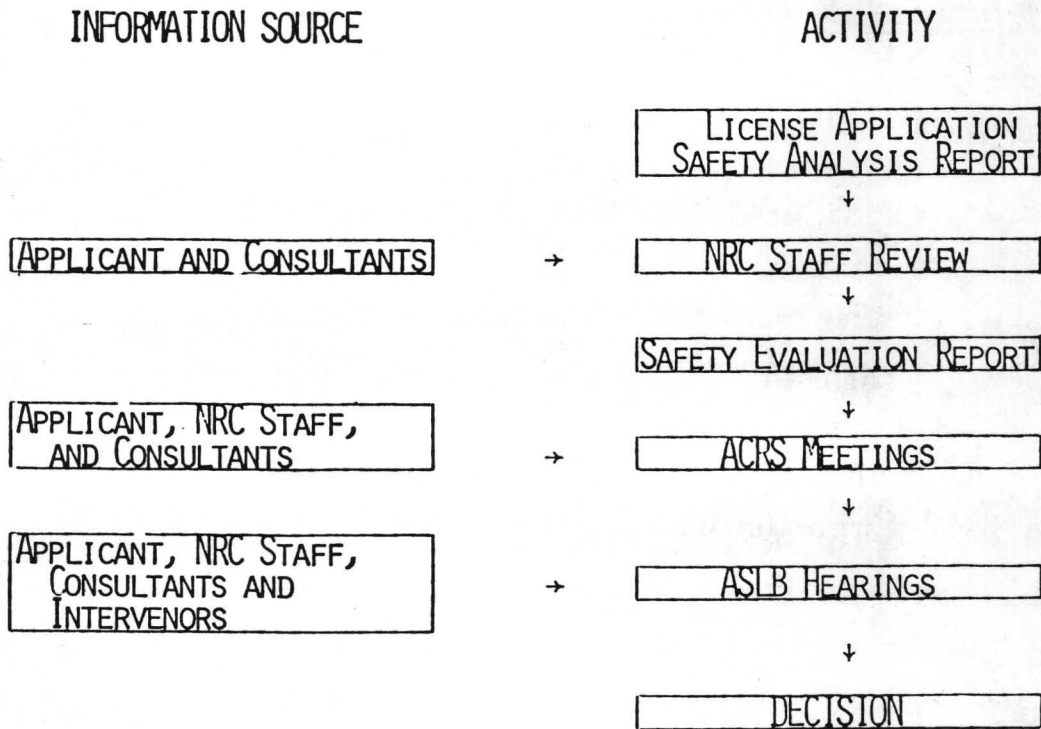 INFORMATION SOURCE
ACTIVITY
LICENSE APPLICATION
SAFETY ANALYSIS REPORT
↓
APPLICANT AND CONSULTANTS → NRC STAFF REVIEW
↓
SAFETY EVALUATION REPORT
↓
APPLICANT, NRC STAFF,
AND CONSULTANTS → ACRS MEETINGS
↓
APPLICANT, NRC STAFF,
CONSULTANTS AND
INTERVENORS → ASLB HEARINGS
↓
DECISION